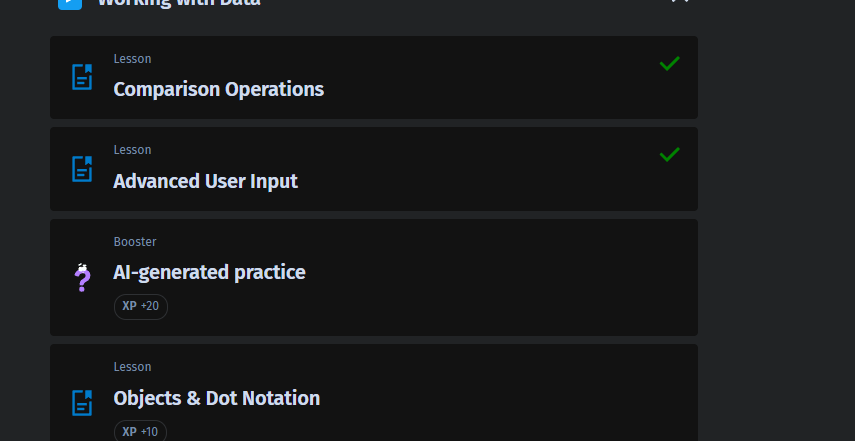 Working with Data
Lesson
Comparison Operations
Lesson
Advanced User Input
Booster
AI-generated practice
XP +20
Lesson
Objects & Dot Notation
XP +10